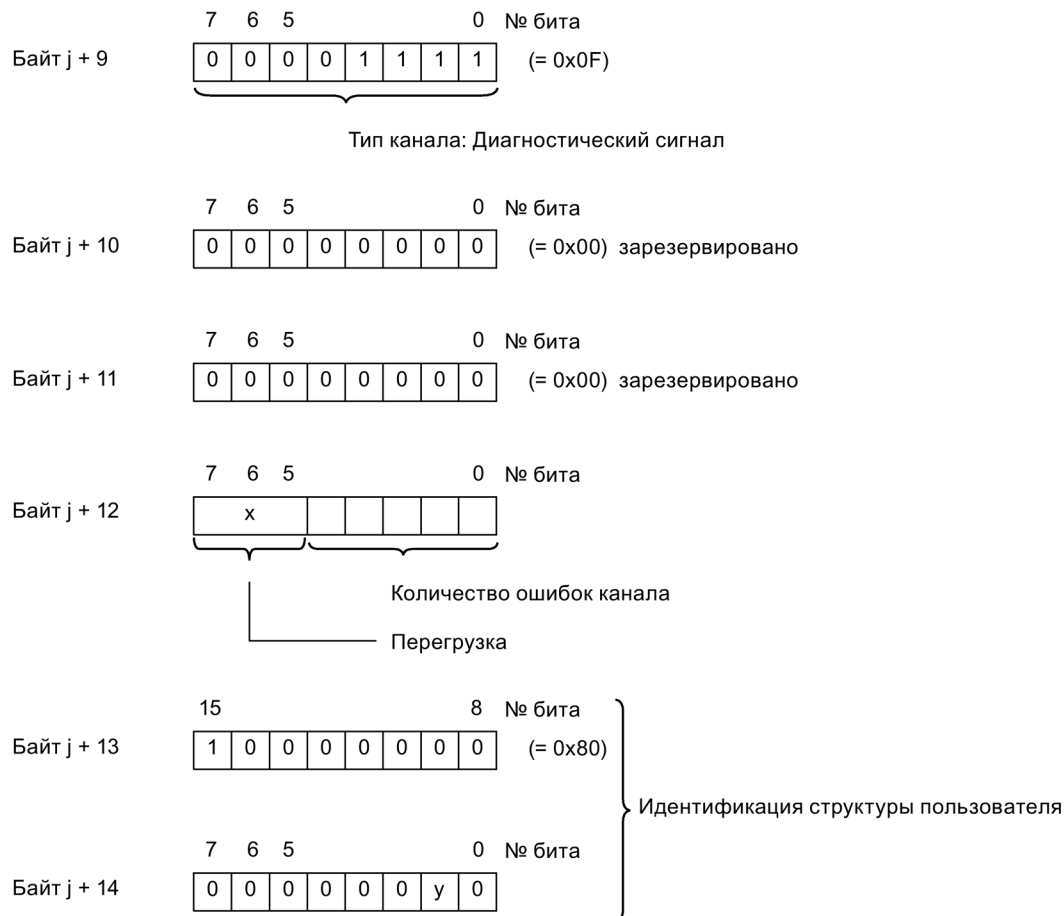 7 6 5 0 № бита
Байт j + 9 0 0 0 0 1 1 1 1 (= 0x0F)
Тип канала: Диагностический сигнал
7 6 5 0 № бита
Байт j + 10 0 0 0 0 0 0 0 0 (= 0x00) зарезервировано
7 6 5 0 № бита
Байт j + 11 0 0 0 0 0 0 0 0 (= 0x00) зарезервировано
7 6 5 0 № бита
Байт j + 12 x
Количество ошибок канала
Перегрузка
15 8 № бита
Байт j + 13 1 0 0 0 0 0 0 0 (= 0x80)
Идентификация структуры пользователя
7 6 5 0 № бита
Байт j + 14 0 0 0 0 0 0 y 0